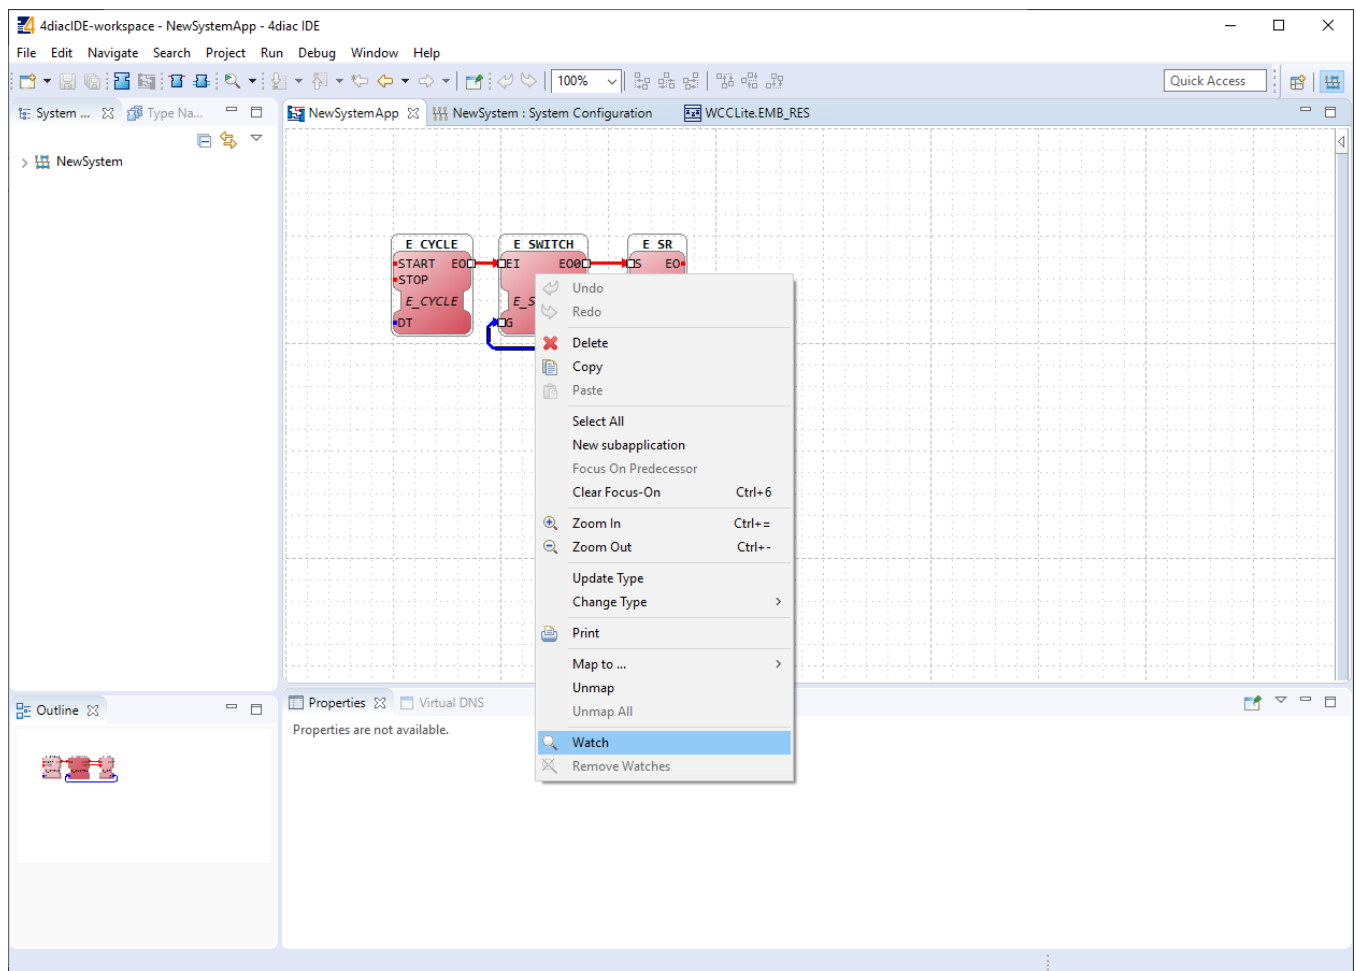 4diacIDE-workspace - NewSystemApp - 4diac IDE
File Edit Navigate Search Project Run Debug Window Help
100%
Quick Access
System ...
Type Na...
NewSystemApp
NewSystem : System Configuration
WCCLite.EMB_RES
NewSystem
E_CYCLE
E_SWITCH
E_SR
START EO
EI EO0
S EO
STOP
E_CYCLE
E_S
DT
G
Undo
Redo
Delete
Copy
Paste
Select All
New subapplication
Focus On Predecessor
Clear Focus-On Ctrl+6
Zoom In Ctrl+=
Zoom Out Ctrl+-
Update Type
Change Type
Print
Map to ...
Unmap
Unmap All
Watch
Remove Watches
Outline
Properties
Virtual DNS
Properties are not available.